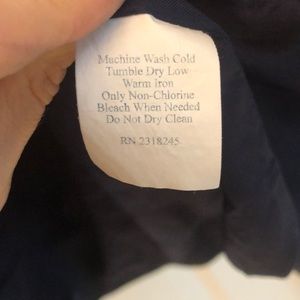 Machine Wash Cold
Tumble Dry Low
Warm Iron
Only Non-Chlorine
Bleach When Needed
Do Not Dry Clean
RN 2318245